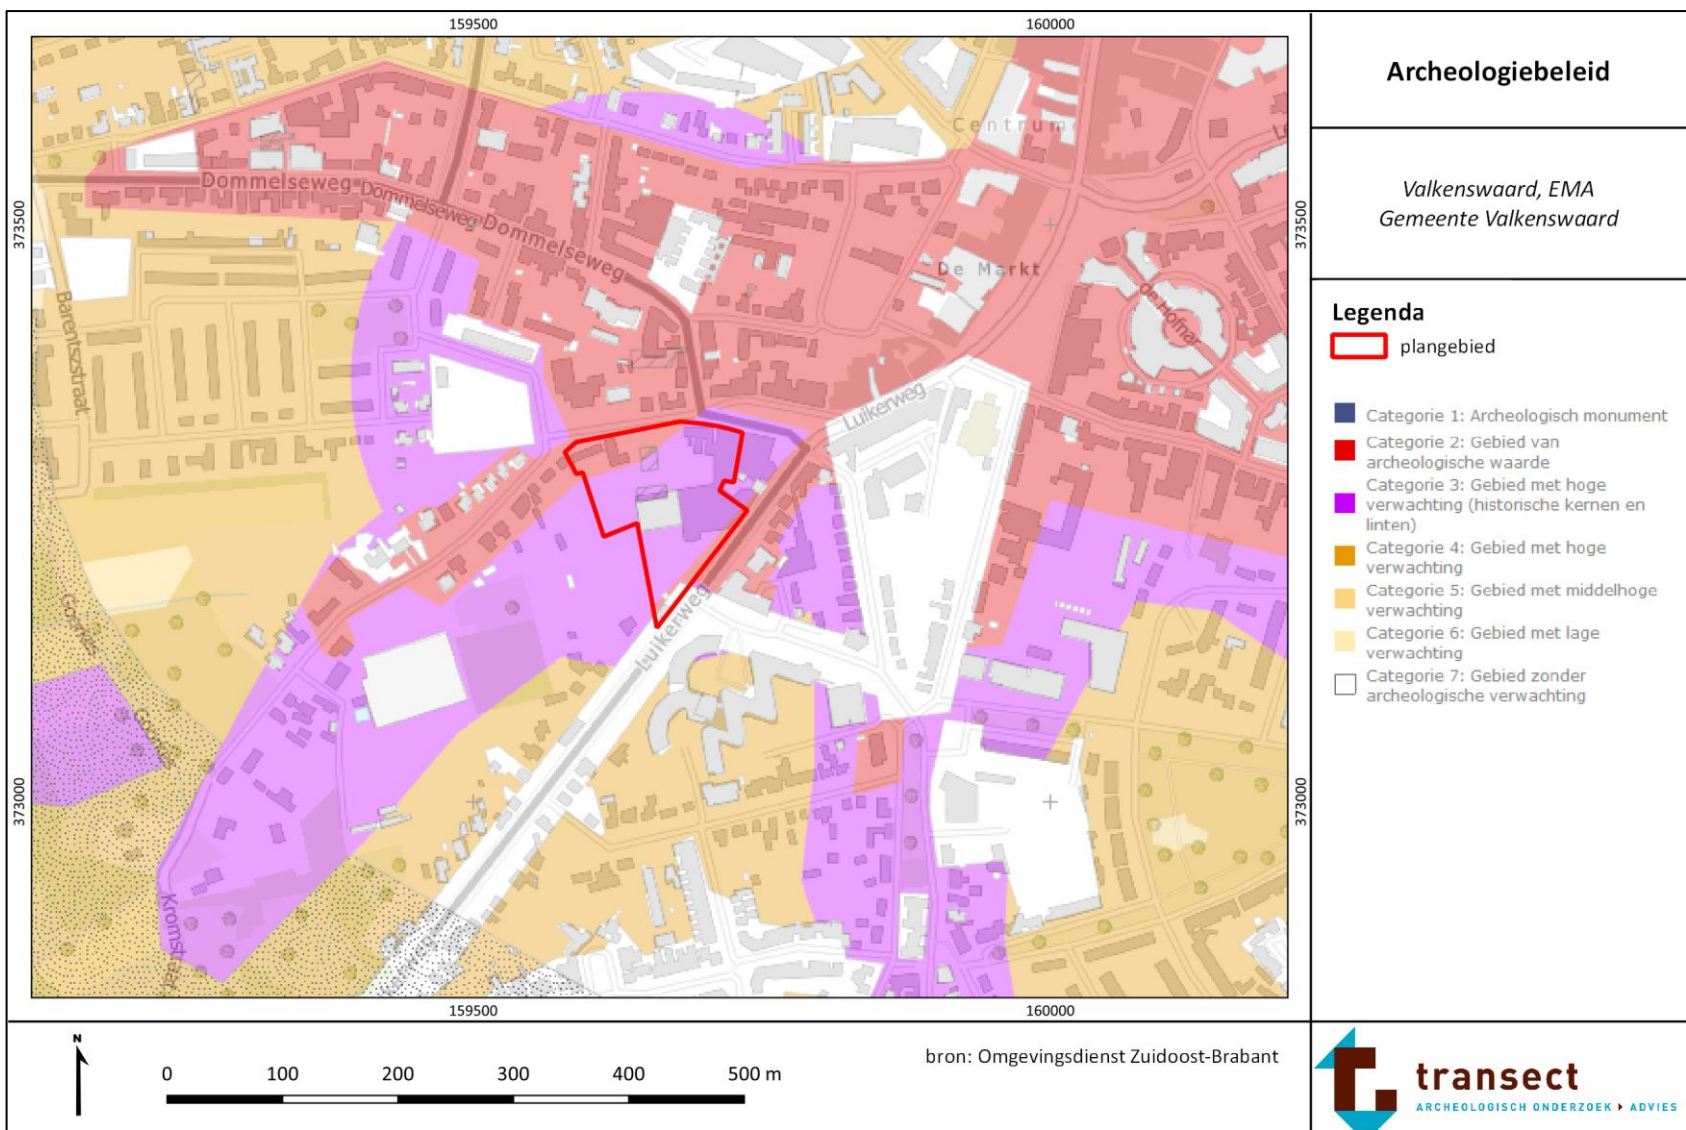 159500
160000
373500
373500
373000
373000
Centrum
Dommelseweg
Dommelseweg
Dommelseweg
De Markt
de Hofnar
Barentszstraat
Luikerweg
Luikerweg
Kromstraat
159500
160000
Archeologiebeleid
Valkenswaard, EMA
Gemeente Valkenswaard
Legenda
plangebied
Categorie 1: Archeologisch monument
Categorie 2: Gebied van
archeologische waarde
Categorie 3: Gebied met hoge
verwachting (historische kernen en
linten)
Categorie 4: Gebied met hoge
verwachting
Categorie 5: Gebied met middelhoge
verwachting
Categorie 6: Gebied met lage
verwachting
Categorie 7: Gebied zonder
archeologische verwachting
N
0 100 200 300 400 500 m
bron: Omgevingsdienst Zuidoost-Brabant
transect
ARCHEOLOGISCH ONDERZOEK ▸ ADVIES